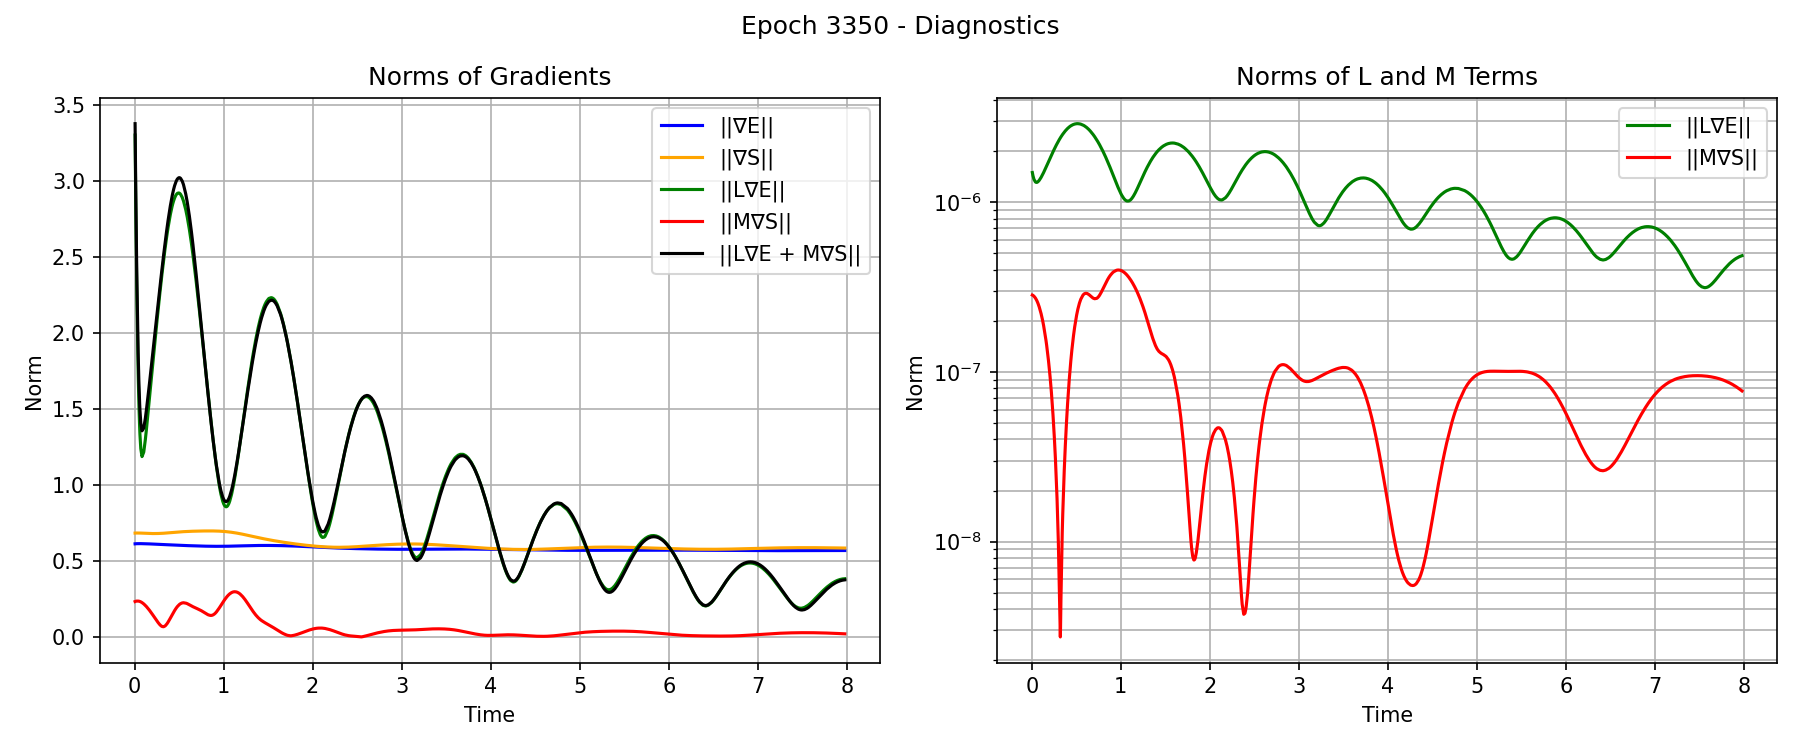 Epoch 3350 - Diagnostics
Norms of Gradients
Norm
3.5
3.0
2.5
2.0
1.5
1.0
0.5
0.0
||∇E||
||∇S||
||L∇E||
||M∇S||
||L∇E + M∇S||
0 1 2 3 4 5 6 7 8
Time
Norms of L and M Terms
Norm
10⁻⁶
10⁻⁷
10⁻⁸
||L∇E||
||M∇S||
0 1 2 3 4 5 6 7 8
Time